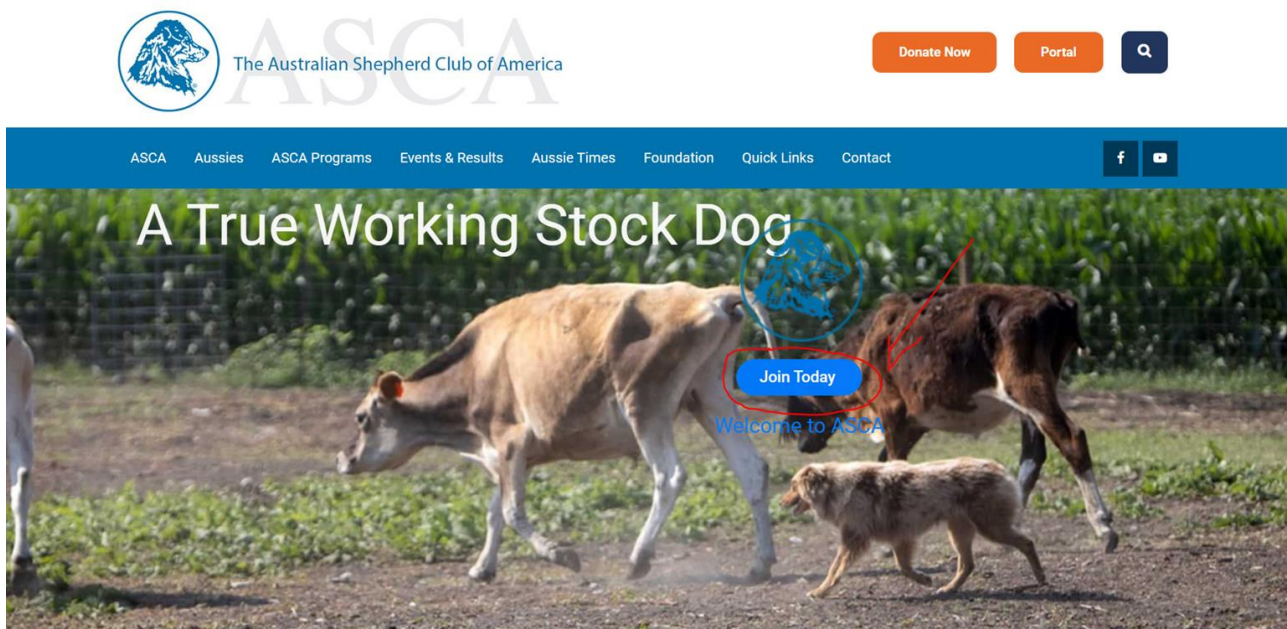 ASCA
The Australian Shepherd Club of America
Donate Now
Portal
ASCA Aussies ASCA Programs Events & Results Aussie Times Foundation Quick Links Contact
f
A True Working Stock Dog
Join Today
Welcome to ASCA